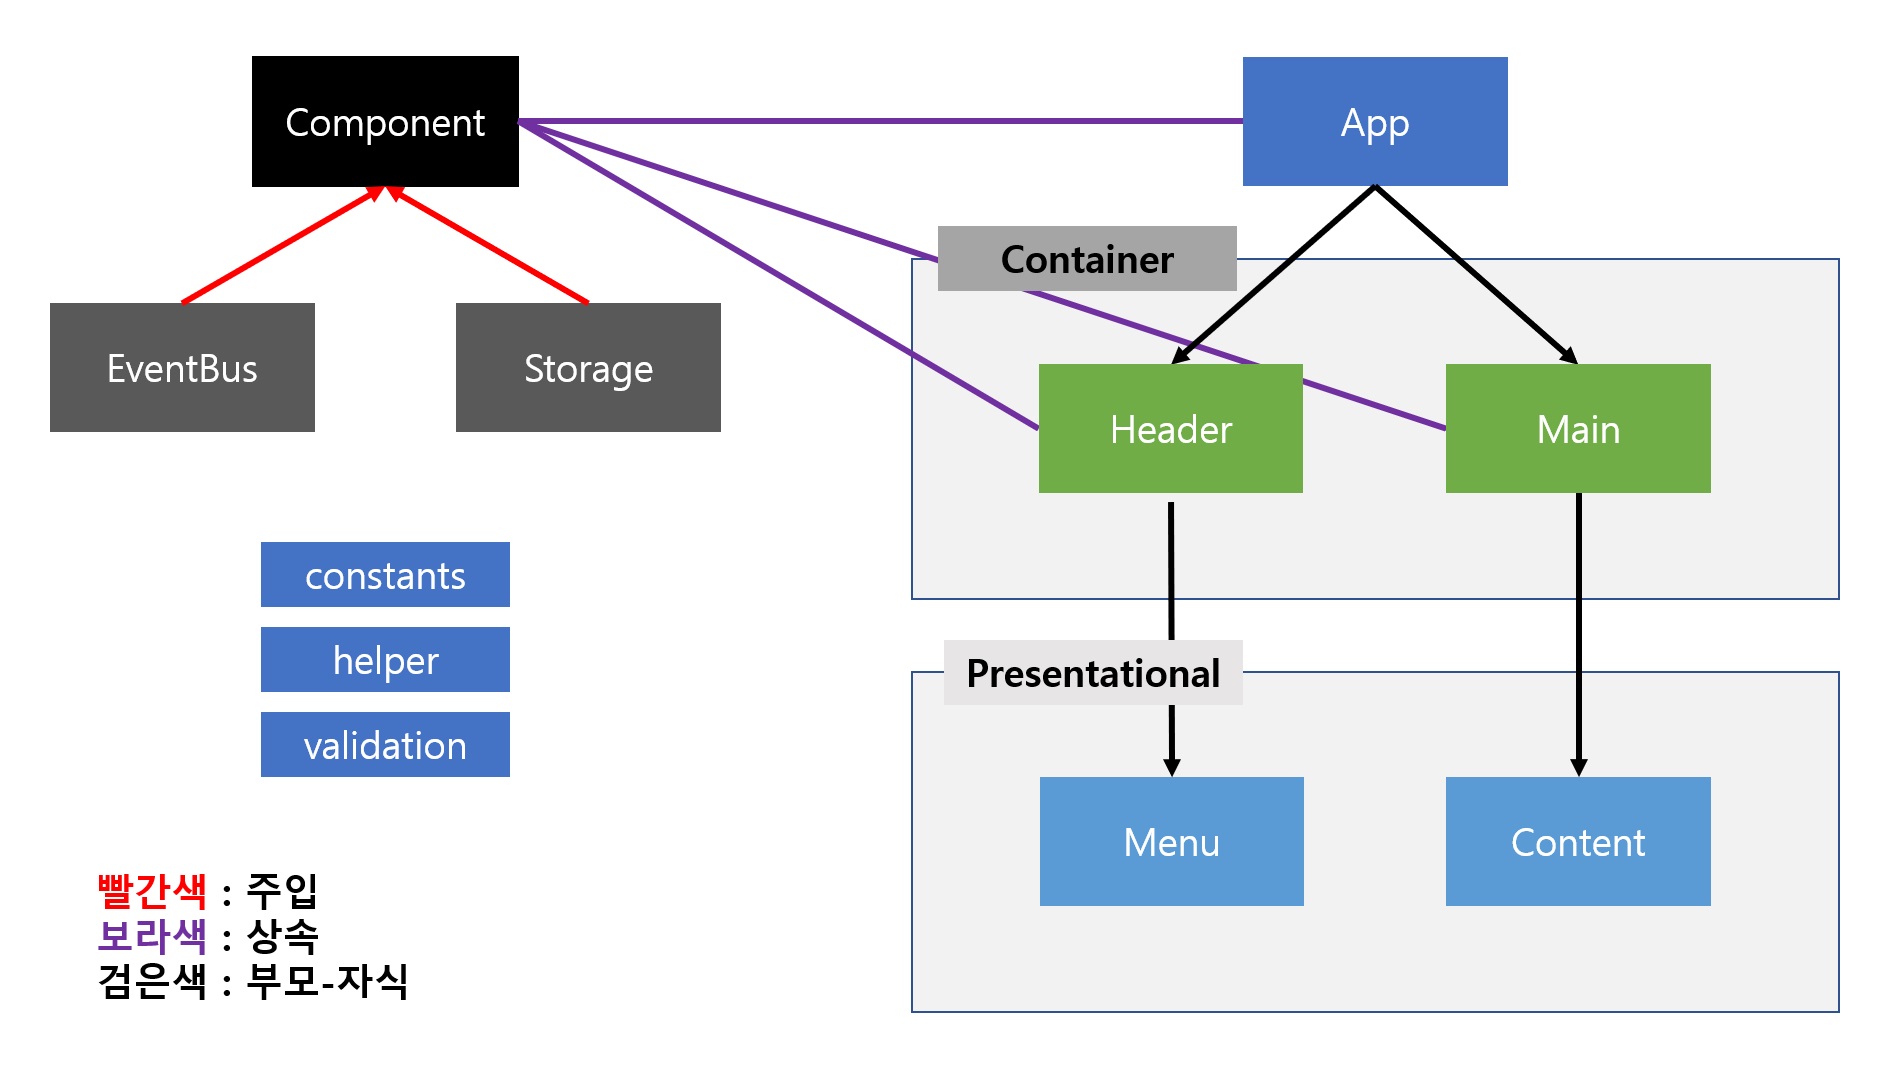 Component
App
Container
EventBus
Storage
Header
Main
constants
helper
validation
Presentational
Menu
Content
빨간색 : 주입
보라색 : 상속
검은색 : 부모-자식